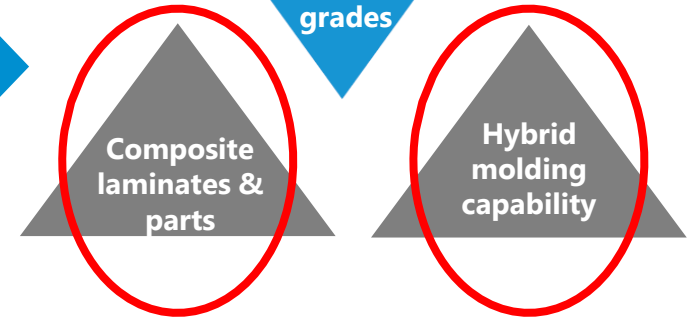 grades
Composite
laminates &
parts
Hybrid
molding
capability